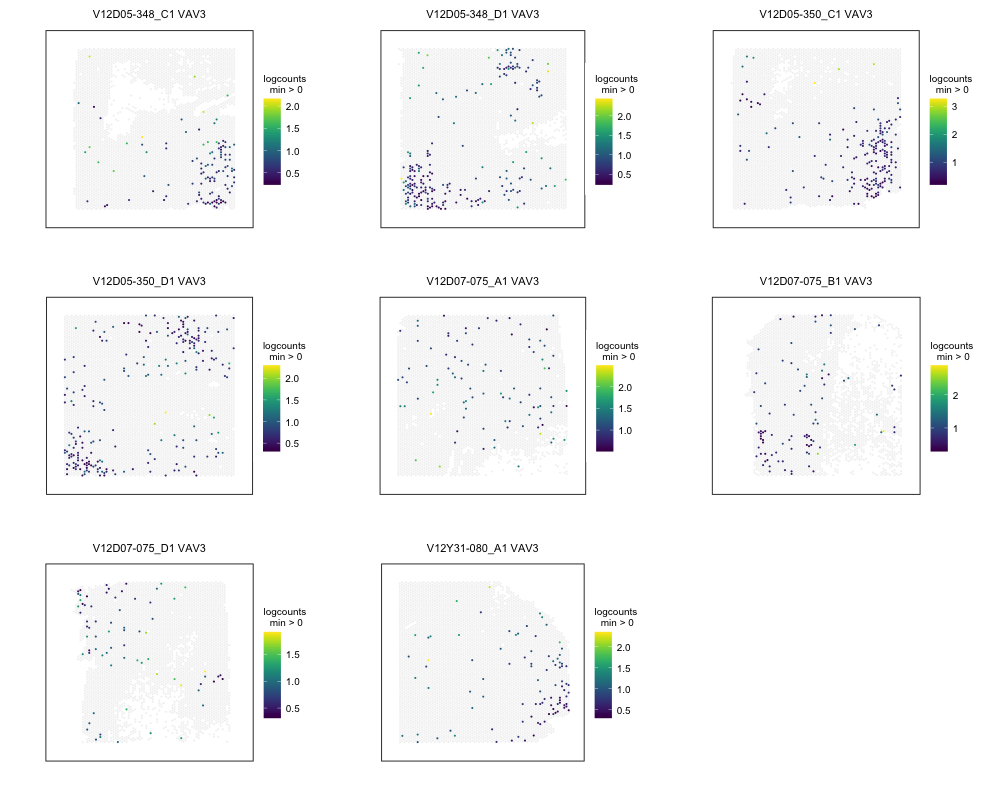 V12D05-348_C1 VAV3
logcounts
min > 0
2.0
1.5
1.0
0.5
V12D05-348_D1 VAV3
logcounts
min > 0
2.0
1.5
1.0
0.5
V12D05-350_C1 VAV3
logcounts
min > 0
3
2
1
V12D05-350_D1 VAV3
logcounts
min > 0
2.0
1.5
1.0
0.5
V12D07-075_A1 VAV3
logcounts
min > 0
2.0
1.5
1.0
V12D07-075_B1 VAV3
logcounts
min > 0
2
1
V12D07-075_D1 VAV3
logcounts
min > 0
1.5
1.0
0.5
V12Y31-080_A1 VAV3
logcounts
min > 0
2.0
1.5
1.0
0.5